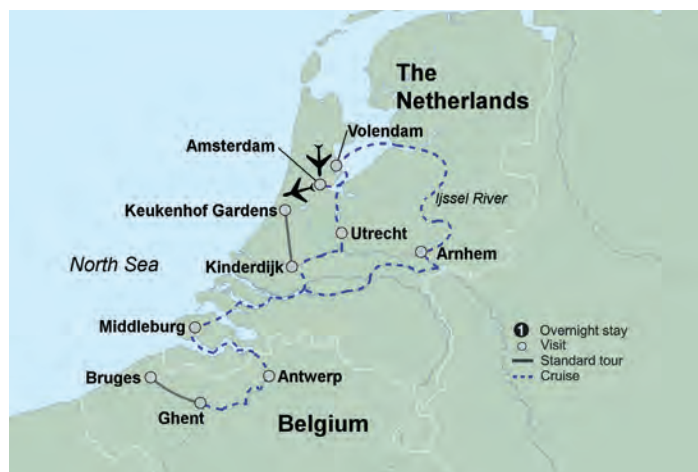 The
Netherlands
Volendam
Amsterdam
Keukenhof Gardens
Ijssel River
Utrecht
Arnhem
North Sea
Kinderdijk
Middleburg
1 Overnight stay
Visit
Standard tour
Cruise
Bruges
Antwerp
Ghent
Belgium